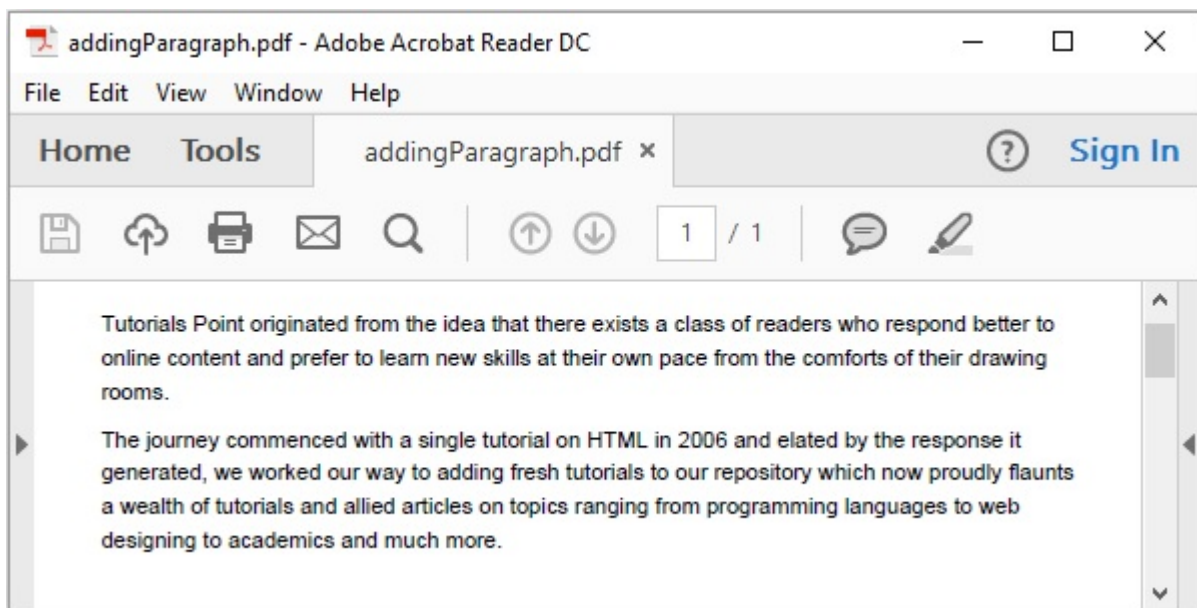 addingParagraph.pdf - Adobe Acrobat Reader DC
File Edit View Window Help
Home Tools addingParagraph.pdf × ? Sign In
1 / 1
Tutorials Point originated from the idea that there exists a class of readers who respond better to
online content and prefer to learn new skills at their own pace from the comforts of their drawing
rooms.
The journey commenced with a single tutorial on HTML in 2006 and elated by the response it
generated, we worked our way to adding fresh tutorials to our repository which now proudly flaunts
a wealth of tutorials and allied articles on topics ranging from programming languages to web
designing to academics and much more.